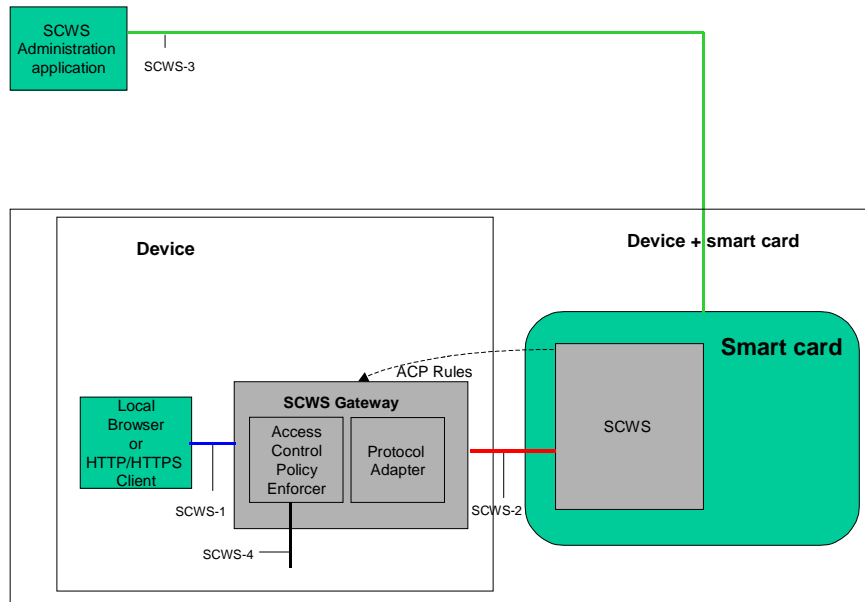 SCWS
Administration
application
SCWS-3
Device
Device + smart card
Smart card
ACP Rules
SCWS Gateway
Access
Control
Policy
Enforcer
Protocol
Adapter
SCWS
Local
Browser
or
HTTP/HTTPS
Client
SCWS-1
SCWS-2
SCWS-4